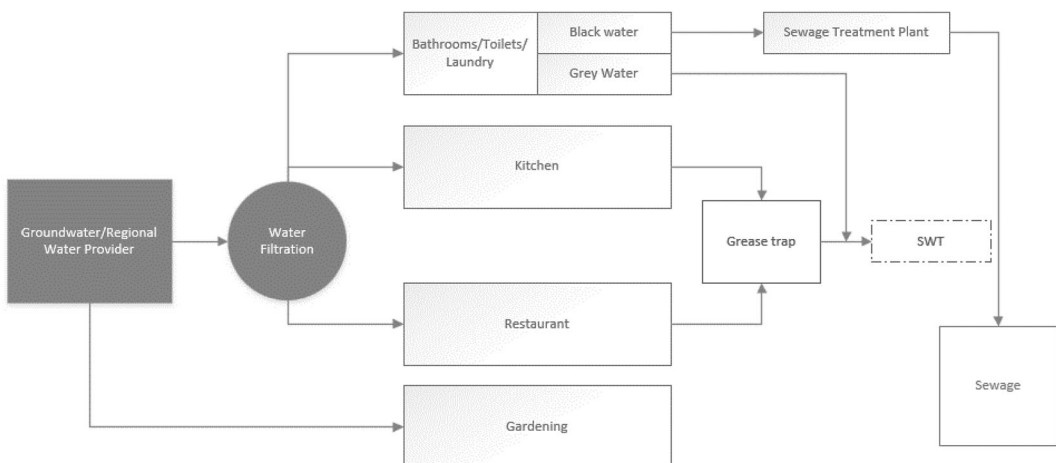 Black water
Sewage Treatment Plant
Bathrooms/Toilets/
Laundry
Grey Water
Kitchen
Groundwater/Regional
Water Provider
Water
Filtration
Grease trap
SWT
Restaurant
Sewage
Gardening